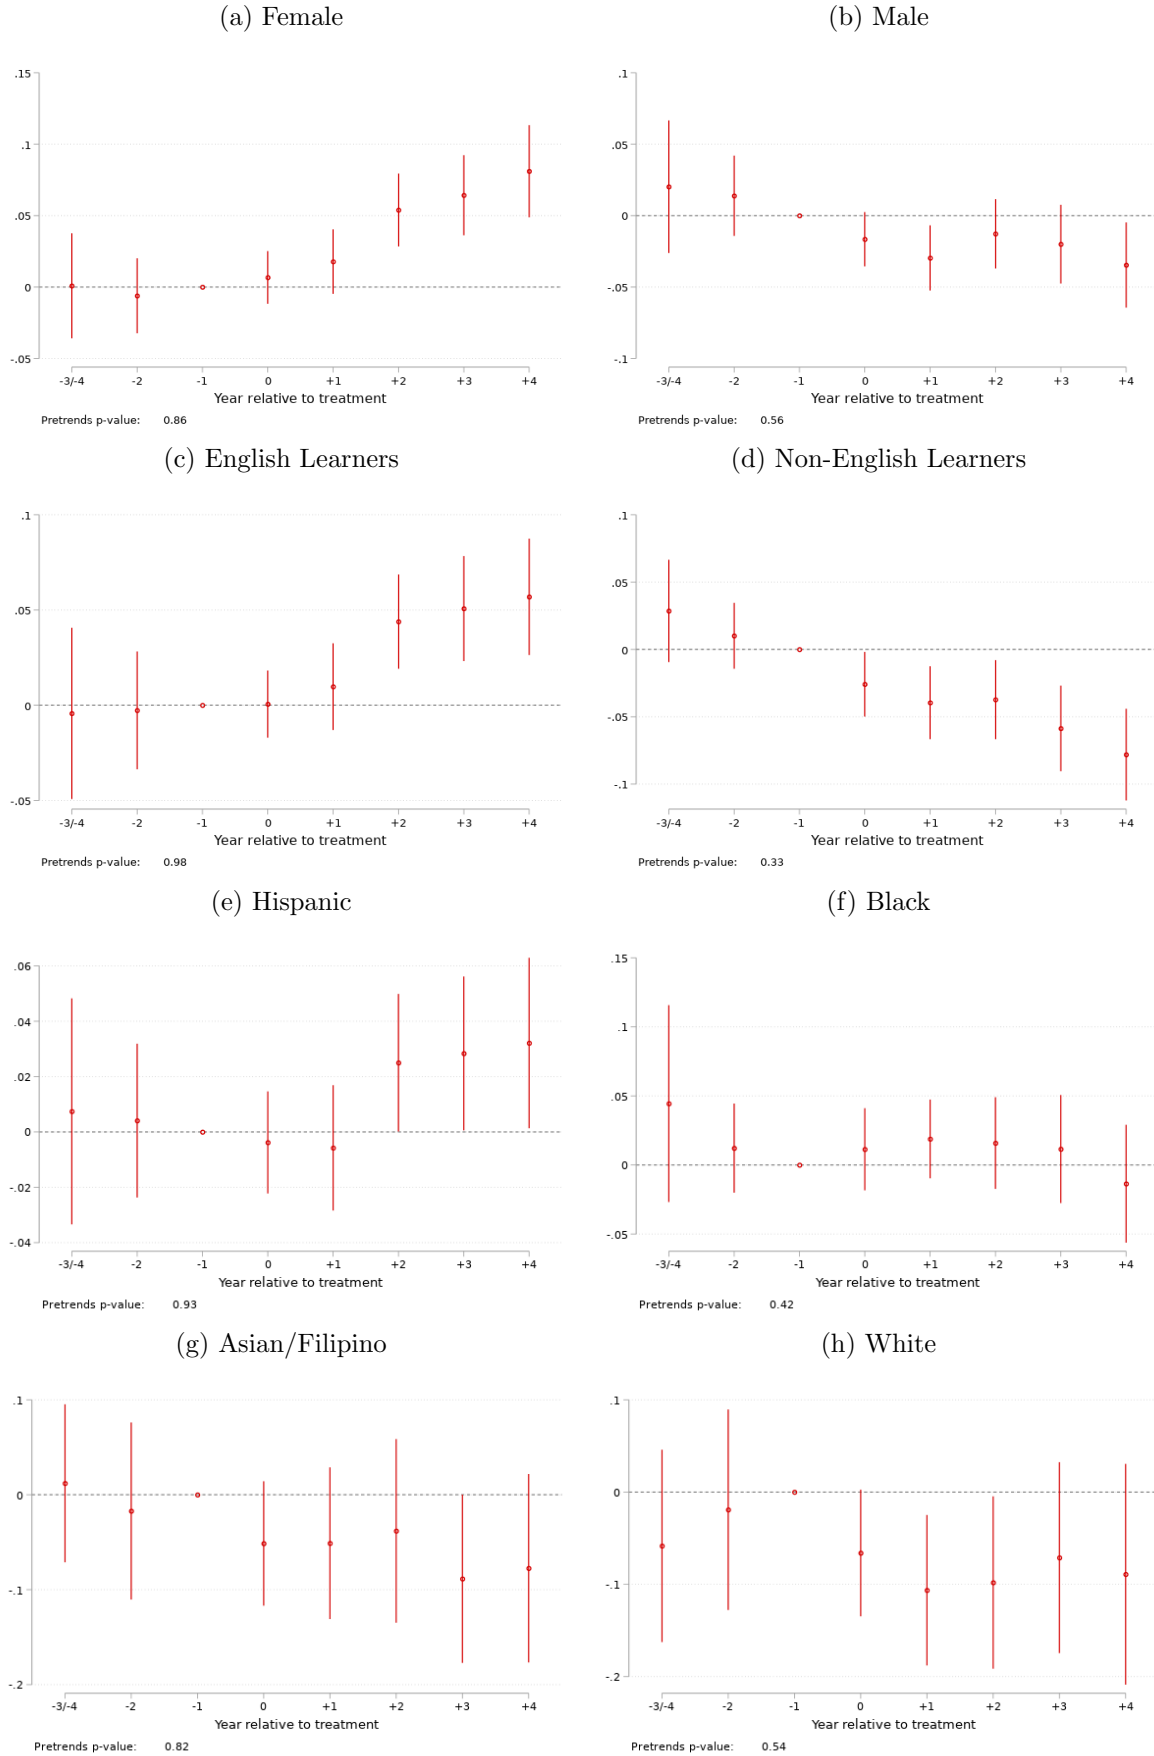 (a) Female
.15
.1
.05
0
-.05
-3/-4 -2 -1 0 +1 +2 +3 +4
Year relative to treatment
Pretrends p-value: 0.86
(b) Male
.1
.05
0
-.05
-.1
-3/-4 -2 -1 0 +1 +2 +3 +4
Year relative to treatment
Pretrends p-value: 0.56
(c) English Learners
.1
.05
0
-.05
-3/-4 -2 -1 0 +1 +2 +3 +4
Year relative to treatment
Pretrends p-value: 0.98
(d) Non-English Learners
.1
.05
0
-.05
-.1
-3/-4 -2 -1 0 +1 +2 +3 +4
Year relative to treatment
Pretrends p-value: 0.33
(e) Hispanic
.06
.04
.02
0
-.02
-.04
-3/-4 -2 -1 0 +1 +2 +3 +4
Year relative to treatment
Pretrends p-value: 0.93
(f) Black
.15
.1
.05
0
-.05
-3/-4 -2 -1 0 +1 +2 +3 +4
Year relative to treatment
Pretrends p-value: 0.42
(g) Asian/Filipino
.1
0
-.1
-.2
-3/-4 -2 -1 0 +1 +2 +3 +4
Year relative to treatment
Pretrends p-value: 0.82
(h) White
.1
0
-.1
-.2
-3/-4 -2 -1 0 +1 +2 +3 +4
Year relative to treatment
Pretrends p-value: 0.54